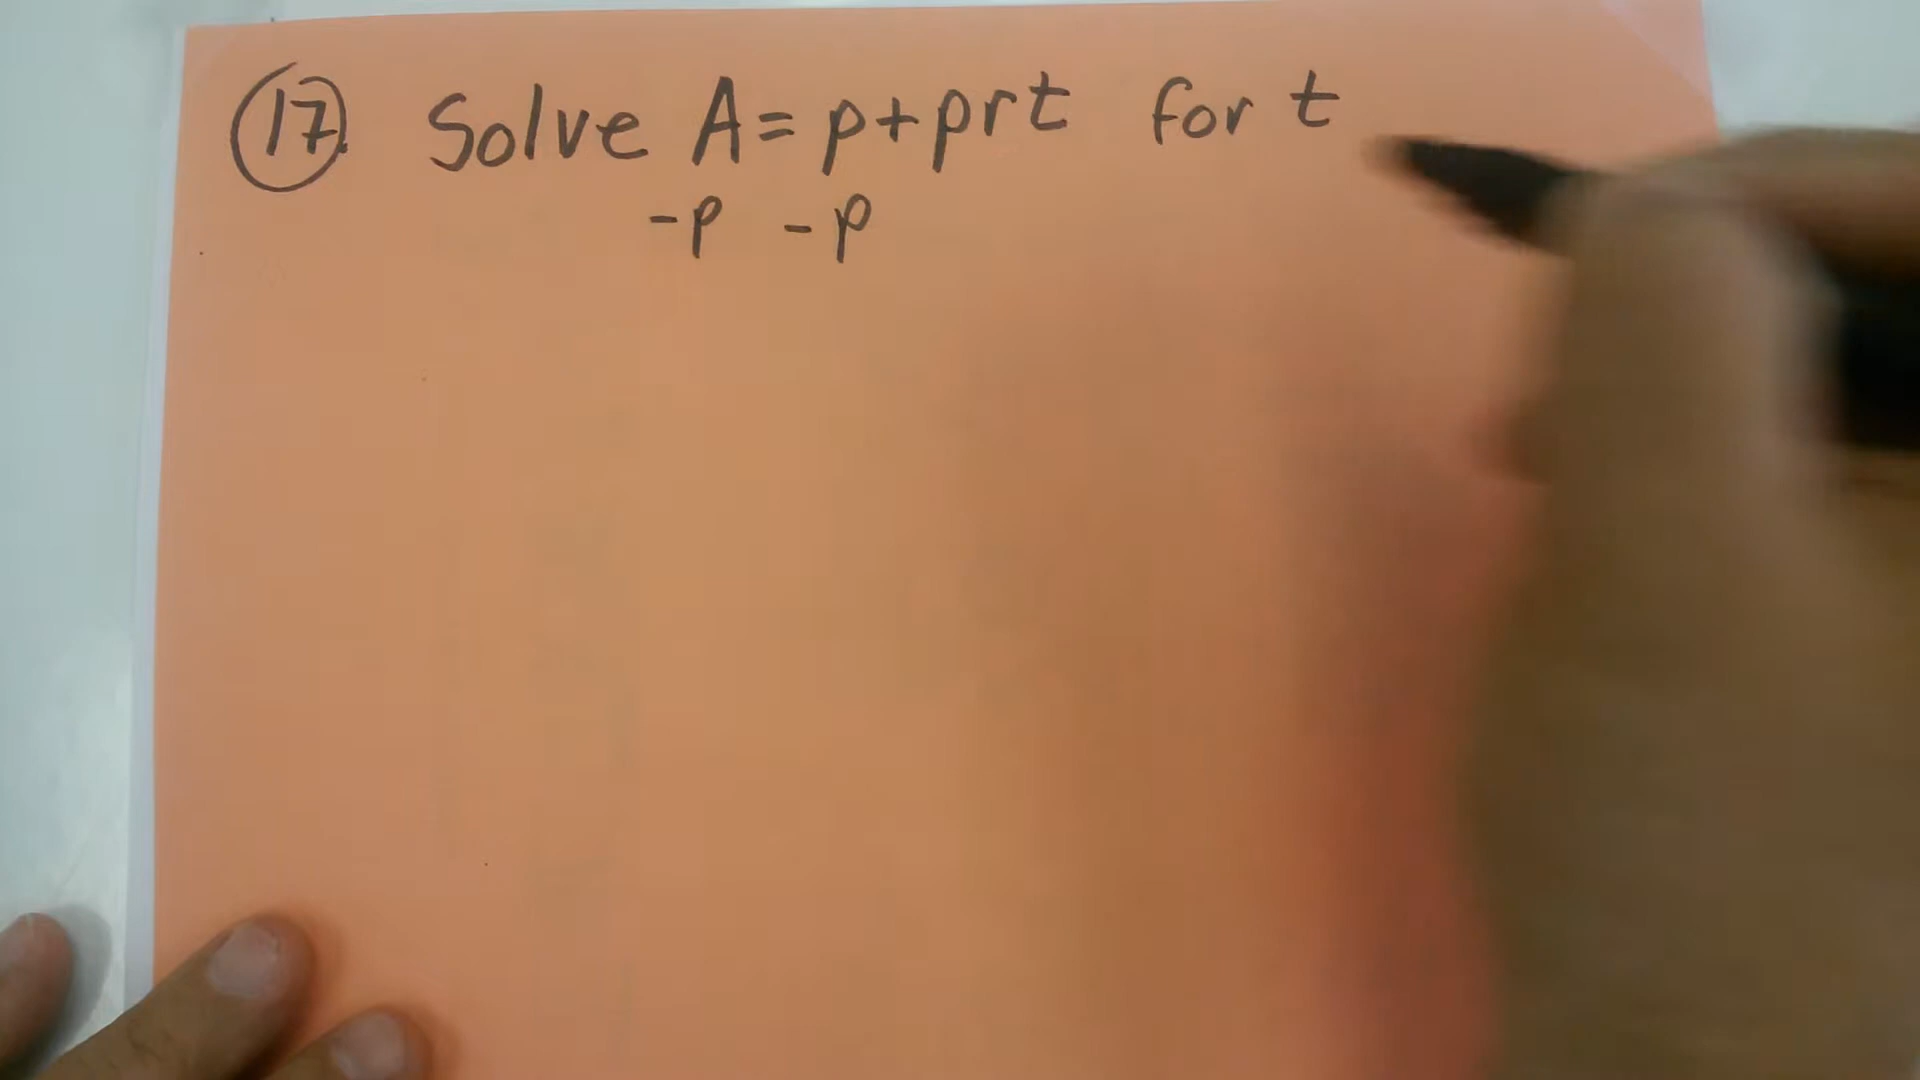 17. Solve A = p + prt for t
-p -p